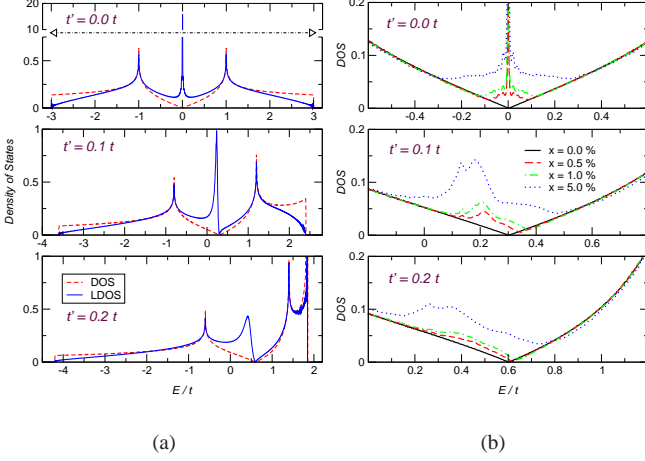 20
10
t' = 0.0 t
0.5
0
-3 -2 -1 0 1 2 3
1
t' = 0.1 t
Density of States
0.5
0
-4 -3 -2 -1 0 1 2
1
DOS
LDOS
0.5
t' = 0.2 t
0
-4 -3 -2 -1 0 1 2
E / t
(a)
0.2
t' = 0.0 t
DOS
0.1
0
-0.4 -0.2 0 0.2 0.4
0.2
t' = 0.1 t
x = 0.0 %
x = 0.5 %
x = 1.0 %
x = 5.0 %
DOS
0.1
0
0 0.2 0.4 0.6
0.2
t' = 0.2 t
DOS
0.1
0
0.2 0.4 0.6 0.8 1
E / t
(b)